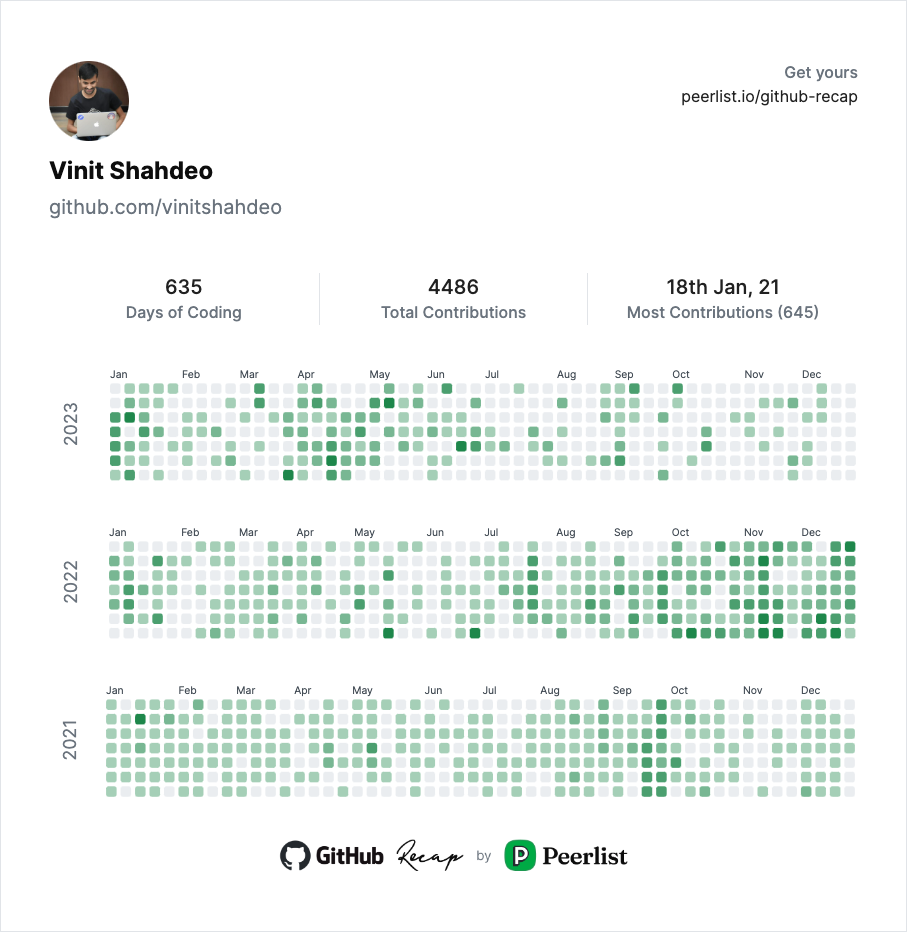 Get yours
peerlist.io/github-recap
Vinit Shahdeo
github.com/vinitshahdeo
635
Days of Coding
4486
Total Contributions
18th Jan, 21
Most Contributions (645)
2023
Jan Feb Mar Apr May Jun Jul Aug Sep Oct Nov Dec
2022
Jan Feb Mar Apr May Jun Jul Aug Sep Oct Nov Dec
2021
Jan Feb Mar Apr May Jun Jul Aug Sep Oct Nov Dec
GitHub Recap by Peerlist